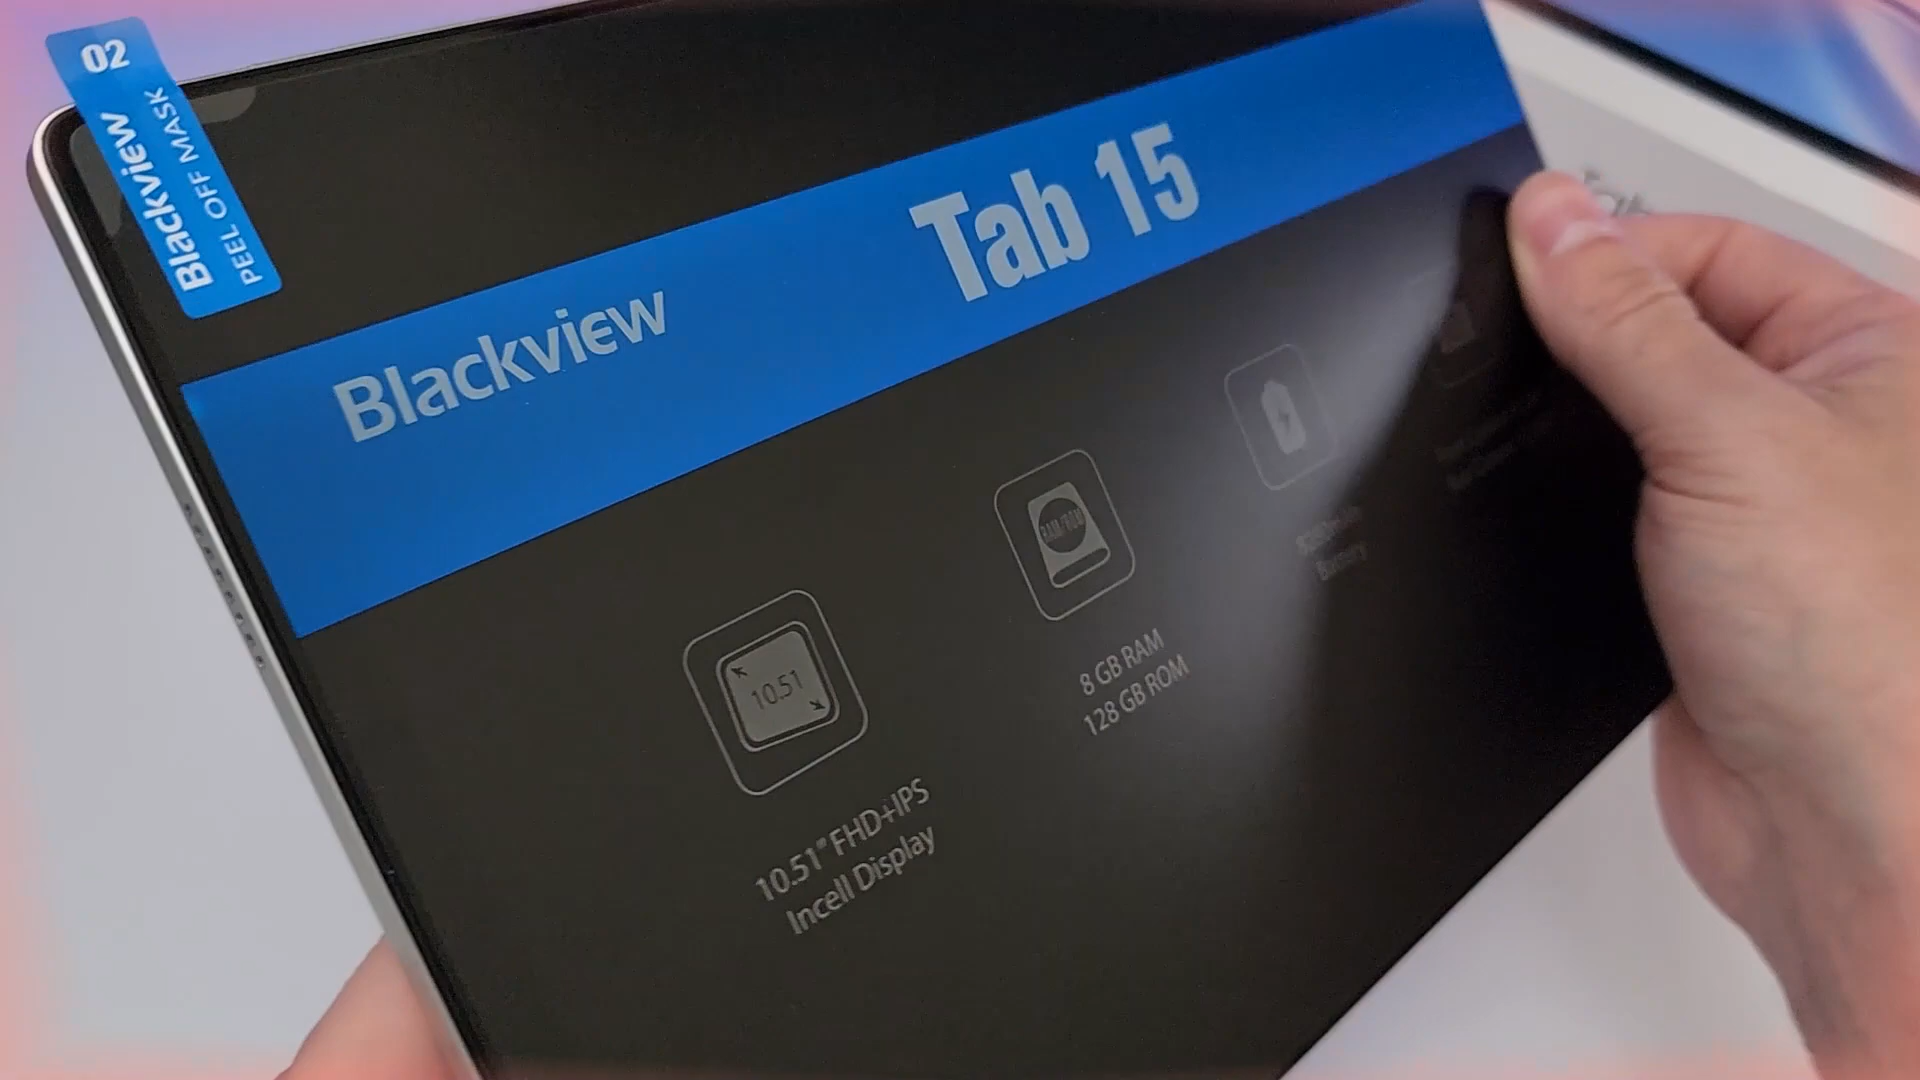 02
Blackview
PEEL OFF MASK
Blackview
Tab 15
10.51
10.51" FHD+IPS
Incell Display
RAM/ROM
8 GB RAM
128 GB ROM
Battery